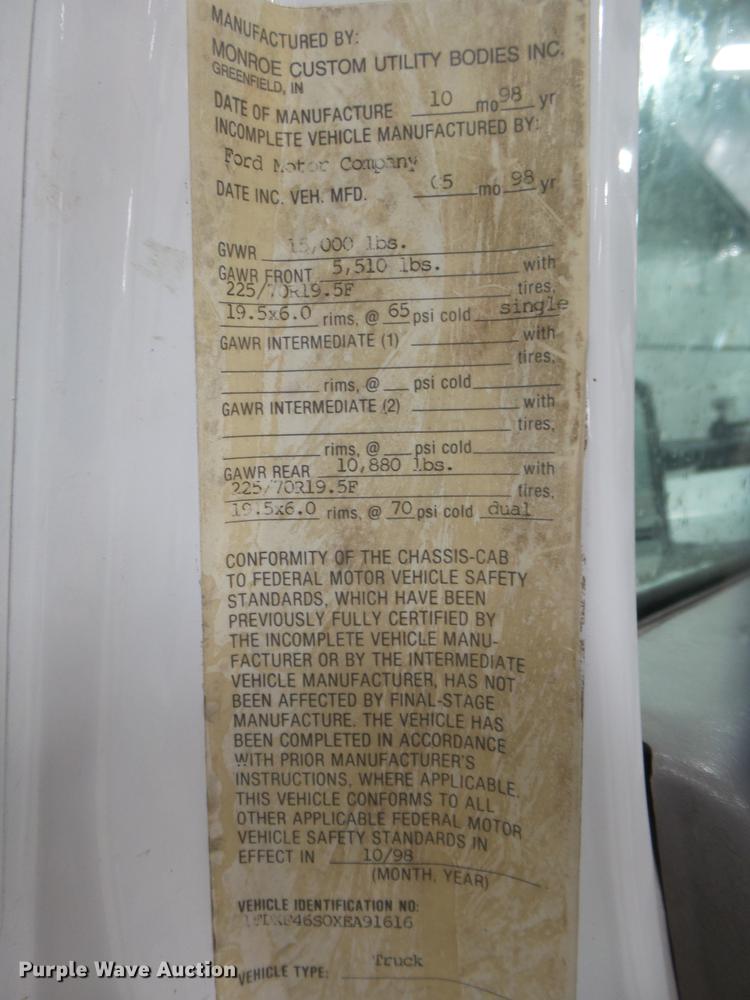 MANUFACTURED BY:
MONROE CUSTOM UTILITY BODIES INC.
GREENFIELD, IN
DATE OF MANUFACTURE 10 mo 98 yr
INCOMPLETE VEHICLE MANUFACTURED BY:
Ford Motor Company
DATE INC. VEH. MFD. 05 mo 98 yr
GVWR 15,000 lbs.
GAWR FRONT 5,510 lbs. with
225/70R19.5F tires,
19.5x6.0 rims, @ 65 psi cold single
GAWR INTERMEDIATE (1) with
tires,
rims, @ psi cold
GAWR INTERMEDIATE (2) with
tires,
rims, @ psi cold
GAWR REAR 10,880 lbs. with
225/70R19.5F tires,
19.5x6.0 rims, @ 70 psi cold dual
CONFORMITY OF THE CHASSIS-CAB
TO FEDERAL MOTOR VEHICLE SAFETY
STANDARDS, WHICH HAVE BEEN
PREVIOUSLY FULLY CERTIFIED BY
THE INCOMPLETE VEHICLE MANU-
FACTURER OR BY THE INTERMEDIATE
VEHICLE MANUFACTURER, HAS NOT
BEEN AFFECTED BY FINAL-STAGE
MANUFACTURE. THE VEHICLE HAS
BEEN COMPLETED IN ACCORDANCE
WITH PRIOR MANUFACTURER'S
INSTRUCTIONS, WHERE APPLICABLE.
THIS VEHICLE CONFORMS TO ALL
OTHER APPLICABLE FEDERAL MOTOR
VEHICLE SAFETY STANDARDS IN
EFFECT IN 10/98
(MONTH, YEAR)
VEHICLE IDENTIFICATION NO:
VEHICLE TYPE: Truck
Purple Wave Auction